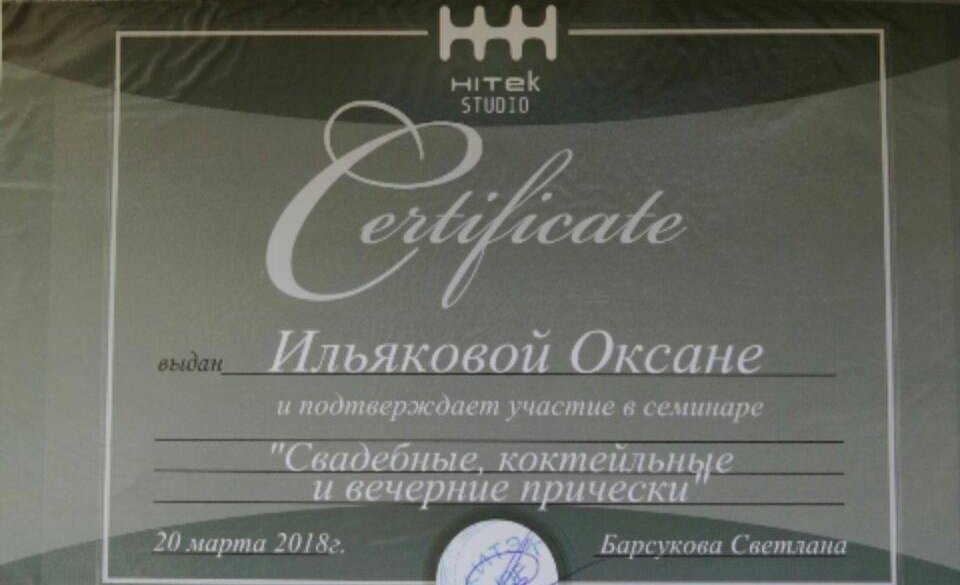 HITek
STUDIO
Certificate
выдан Ильяковой Оксане
и подтверждает участие в семинаре
"Свадебные, коктейльные
и вечерние прически"
20 марта 2018г. Барсукова Светлана